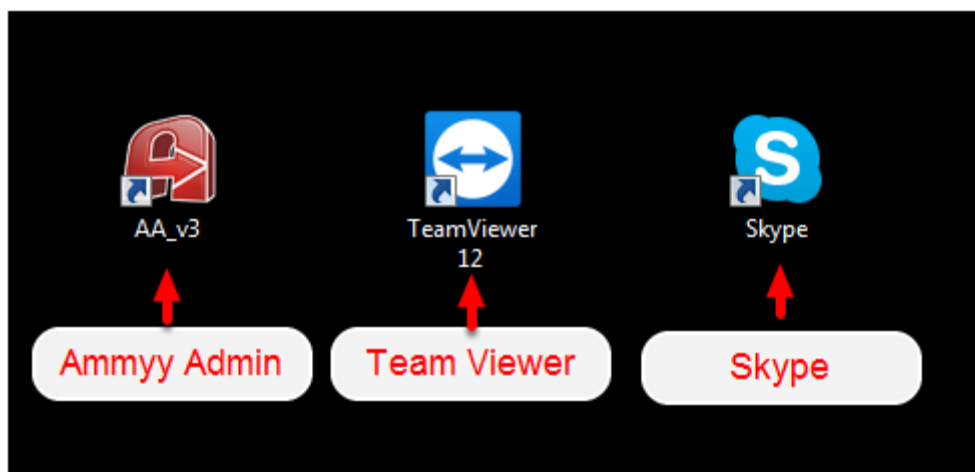 S
AA_v3
TeamViewer
12
Skype
Ammyy Admin
Team Viewer
Skype